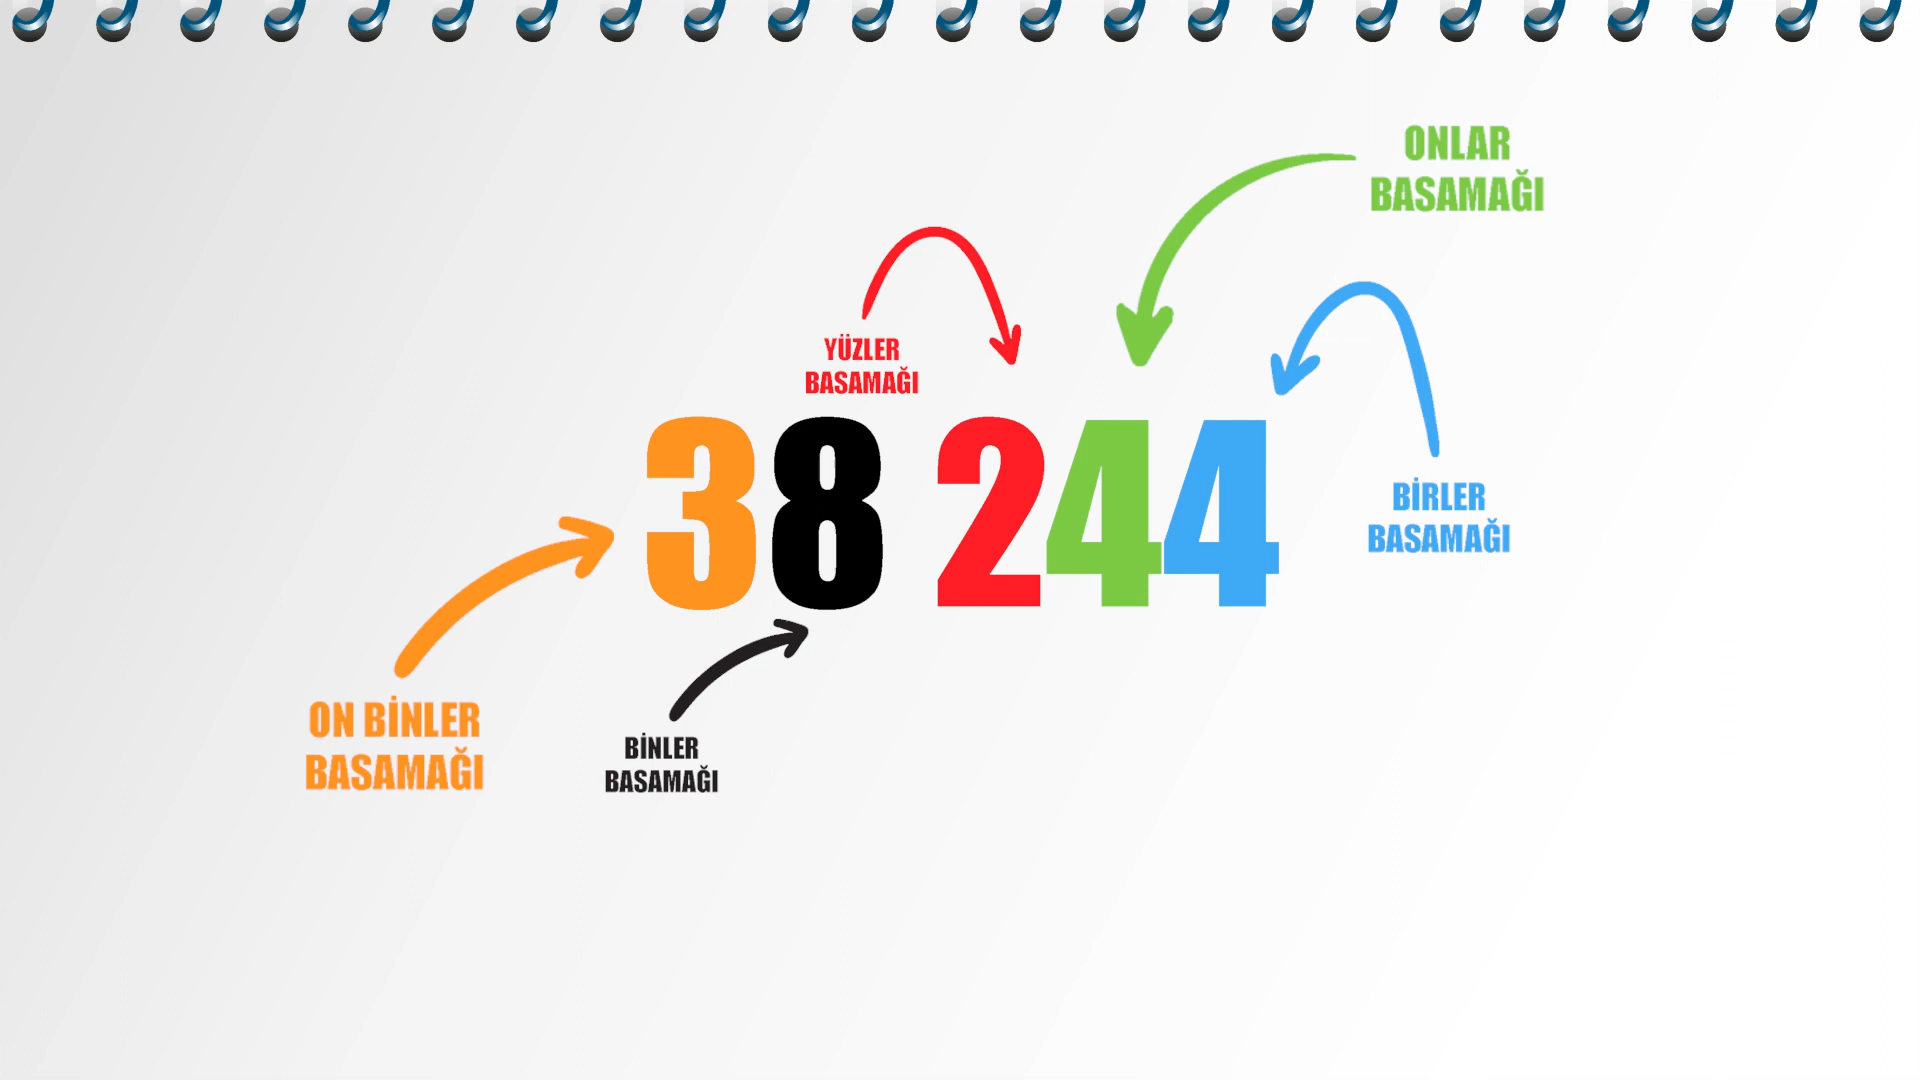 ONLAR
BASAMAĞI
YÜZLER
BASAMAĞI
38 244
BİRLER
BASAMAĞI
ON BİNLER
BASAMAĞI
BİNLER
BASAMAĞI